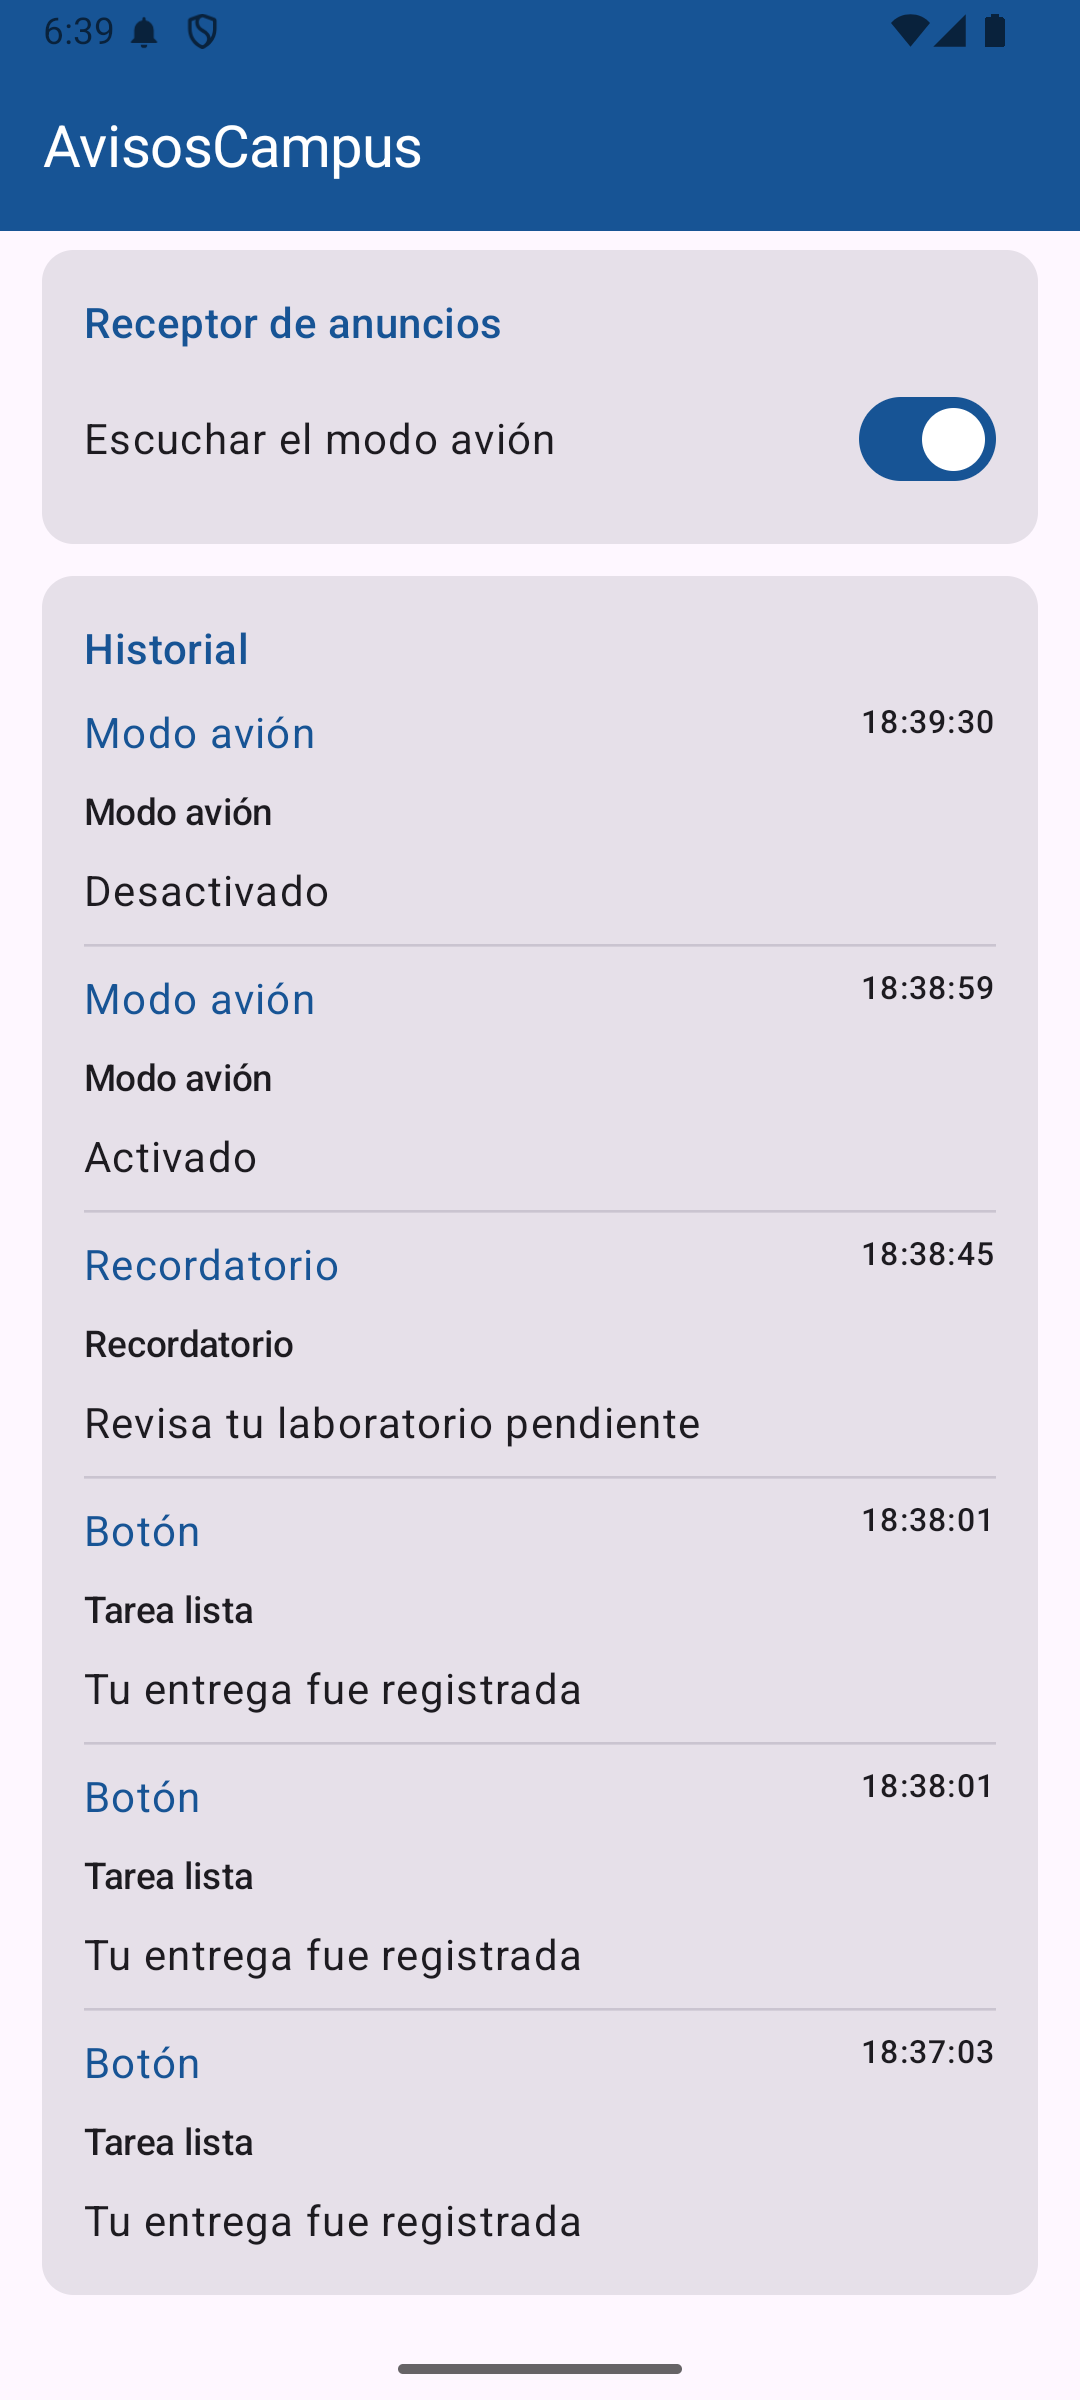 6:39
AvisosCampus
Receptor de anuncios
Escuchar el modo avión
Historial
Modo avión 18:39:30
Modo avión
Desactivado
Modo avión 18:38:59
Modo avión
Activado
Recordatorio 18:38:45
Recordatorio
Revisa tu laboratorio pendiente
Botón 18:38:01
Tarea lista
Tu entrega fue registrada
Botón 18:38:01
Tarea lista
Tu entrega fue registrada
Botón 18:37:03
Tarea lista
Tu entrega fue registrada